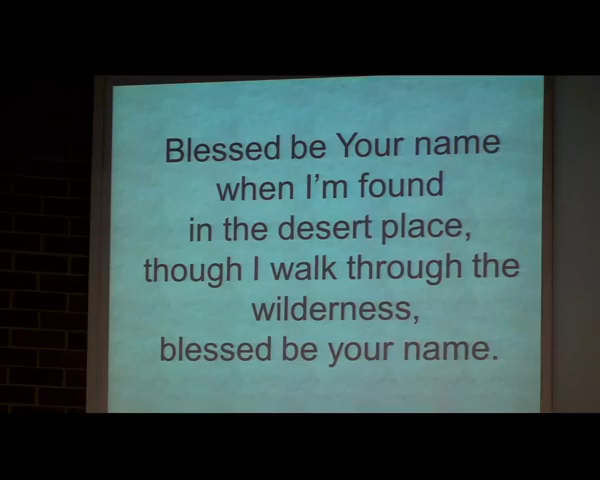 Blessed be Your name
when I'm found
in the desert place,
though I walk through the
wilderness,
blessed be your name.